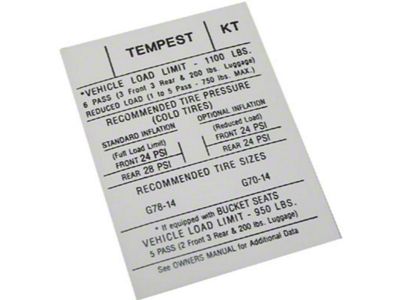 TEMPEST KT
*VEHICLE LOAD LIMIT - 1100 LBS.
6 PASS (3 Front 3 Rear & 200 lbs. Luggage)
REDUCED LOAD (1 to 5 Pass - 750 lbs. MAX.)
RECOMMENDED TIRE PRESSURE
(COLD TIRES)
STANDARD INFLATION OPTIONAL INFLATION
(Full Load Limit) (Reduced Load)
FRONT 24 PSI FRONT 24 PSI
REAR 28 PSI REAR 24 PSI
RECOMMENDED TIRE SIZES
G78-14 G70-14
* If equipped with BUCKET SEATS
VEHICLE LOAD LIMIT - 950 LBS.
5 PASS (2 Front 3 Rear & 200 lbs. Luggage)
See OWNERS MANUAL for Additional Data